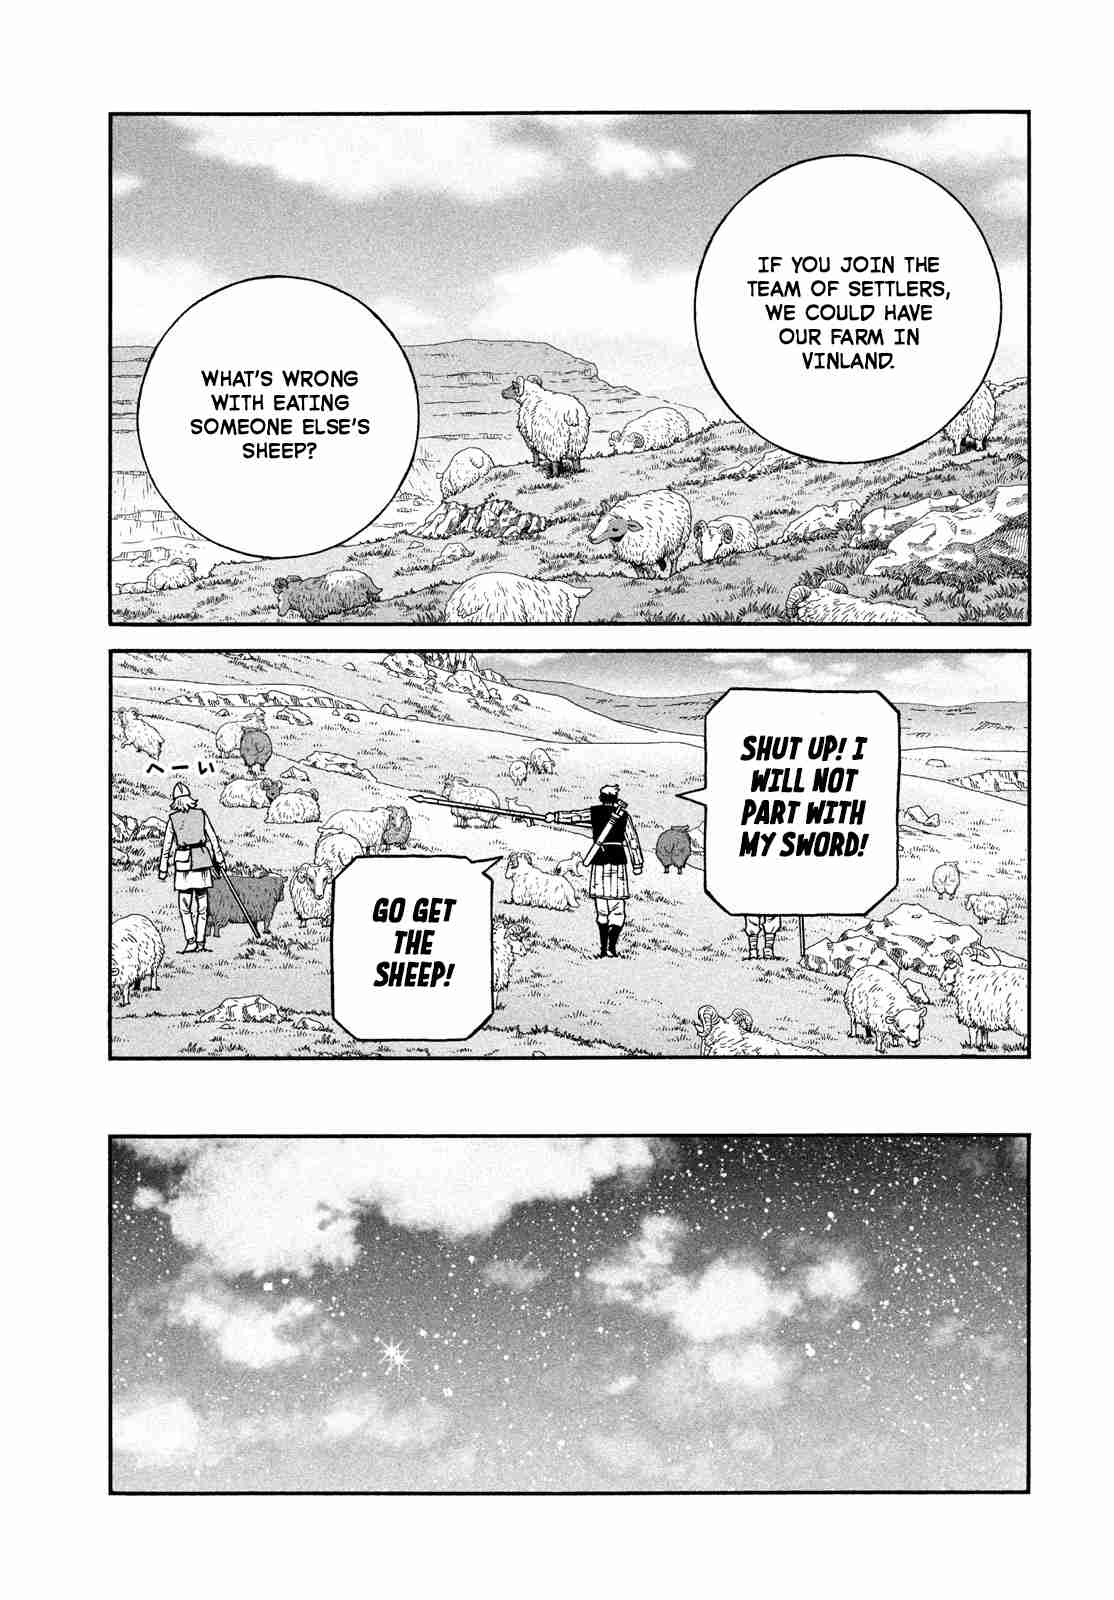 IF YOU JOIN THE
TEAM OF SETTLERS,
WE COULD HAVE
OUR FARM IN
VINLAND.
WHAT'S WRONG
WITH EATING
SOMEONE ELSE'S
SHEEP?
SHUT UP! I
WILL NOT
PART WITH
MY SWORD!
GO GET
THE
SHEEP!
へーい